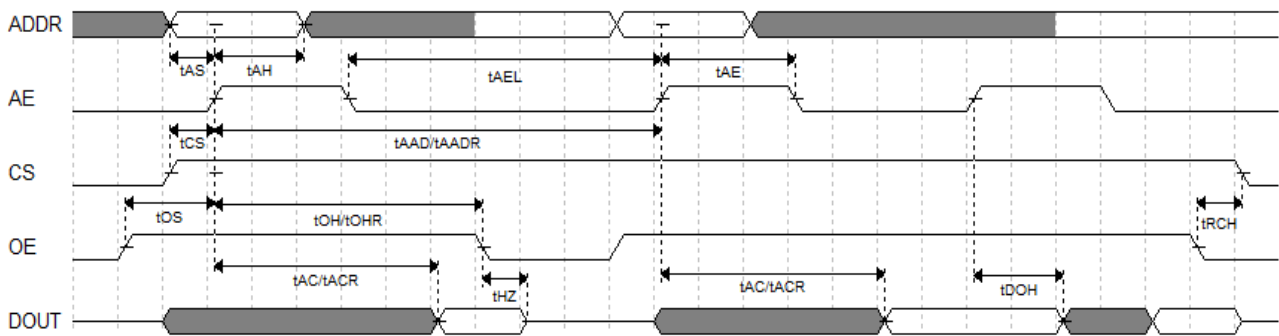 ADDR
tAS
tAH
tAEL
tAE
AE
tCS
tAAD/tAADR
CS
tOS
tOH/tOHR
tRCH
OE
tAC/tACR
tHZ
tAC/tACR
tDOH
DOUT